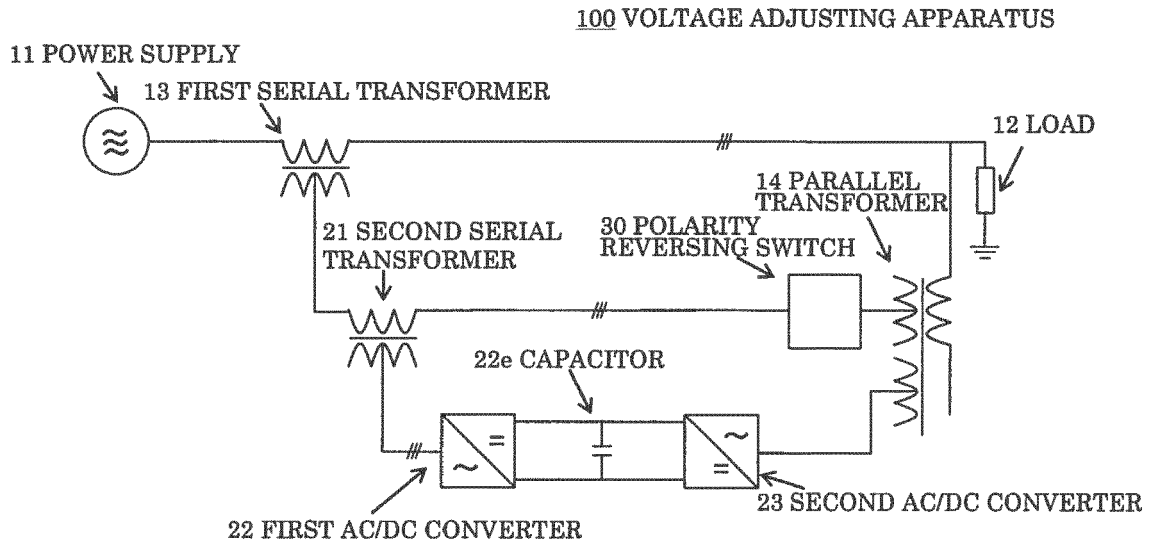 100 VOLTAGE ADJUSTING APPARATUS
11 POWER SUPPLY
13 FIRST SERIAL TRANSFORMER
12 LOAD
14 PARALLEL
TRANSFORMER
30 POLARITY
REVERSING SWITCH
21 SECOND SERIAL
TRANSFORMER
22e CAPACITOR
23 SECOND AC/DC CONVERTER
22 FIRST AC/DC CONVERTER